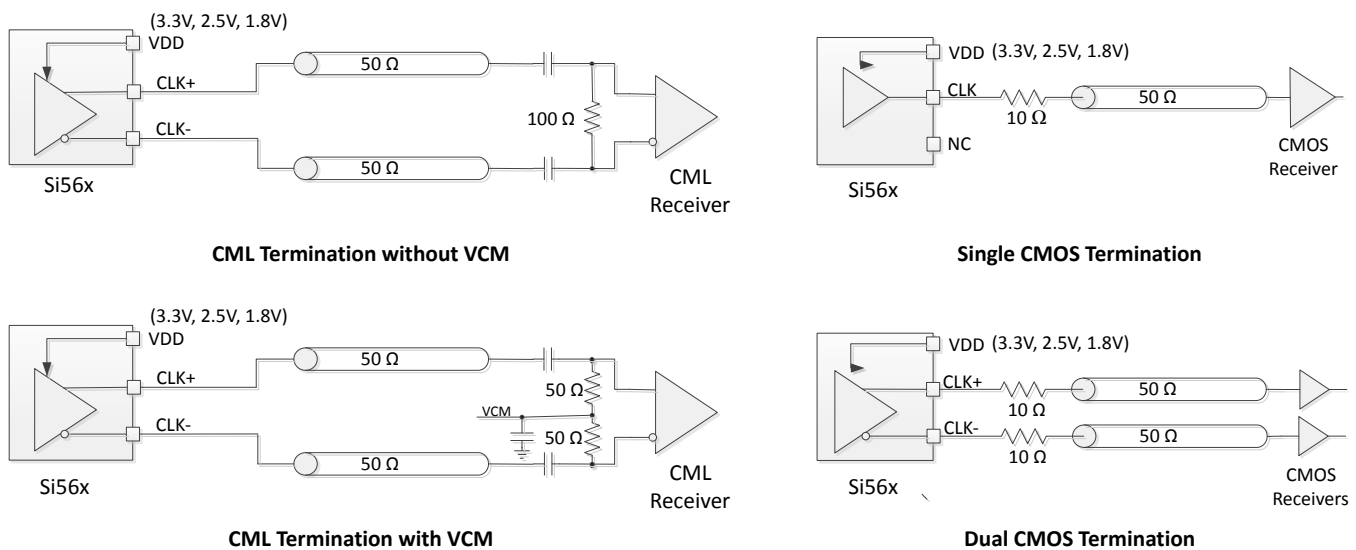 (3.3V, 2.5V, 1.8V)
VDD
CLK+
50 Ω
100 Ω
CLK-
50 Ω
Si56x
CML
Receiver
CML Termination without VCM
VDD (3.3V, 2.5V, 1.8V)
CLK
10 Ω
50 Ω
NC
CMOS
Receiver
Si56x
Single CMOS Termination
(3.3V, 2.5V, 1.8V)
VDD
CLK+
50 Ω
50 Ω
VCM
50 Ω
CLK-
50 Ω
Si56x
CML
Receiver
CML Termination with VCM
VDD (3.3V, 2.5V, 1.8V)
CLK+
10 Ω
50 Ω
CLK-
10 Ω
50 Ω
Si56x
CMOS
Receivers
Dual CMOS Termination